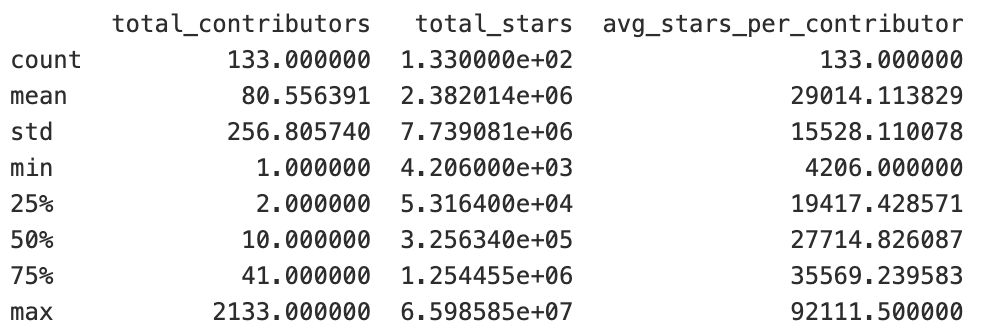 total_contributors total_stars avg_stars_per_contributor
count 133.000000 1.330000e+02 133.000000
mean 80.556391 2.382014e+06 29014.113829
std 256.805740 7.739081e+06 15528.110078
min 1.000000 4.206000e+03 4206.000000
25% 2.000000 5.316400e+04 19417.428571
50% 10.000000 3.256340e+05 27714.826087
75% 41.000000 1.254455e+06 35569.239583
max 2133.000000 6.598585e+07 92111.500000